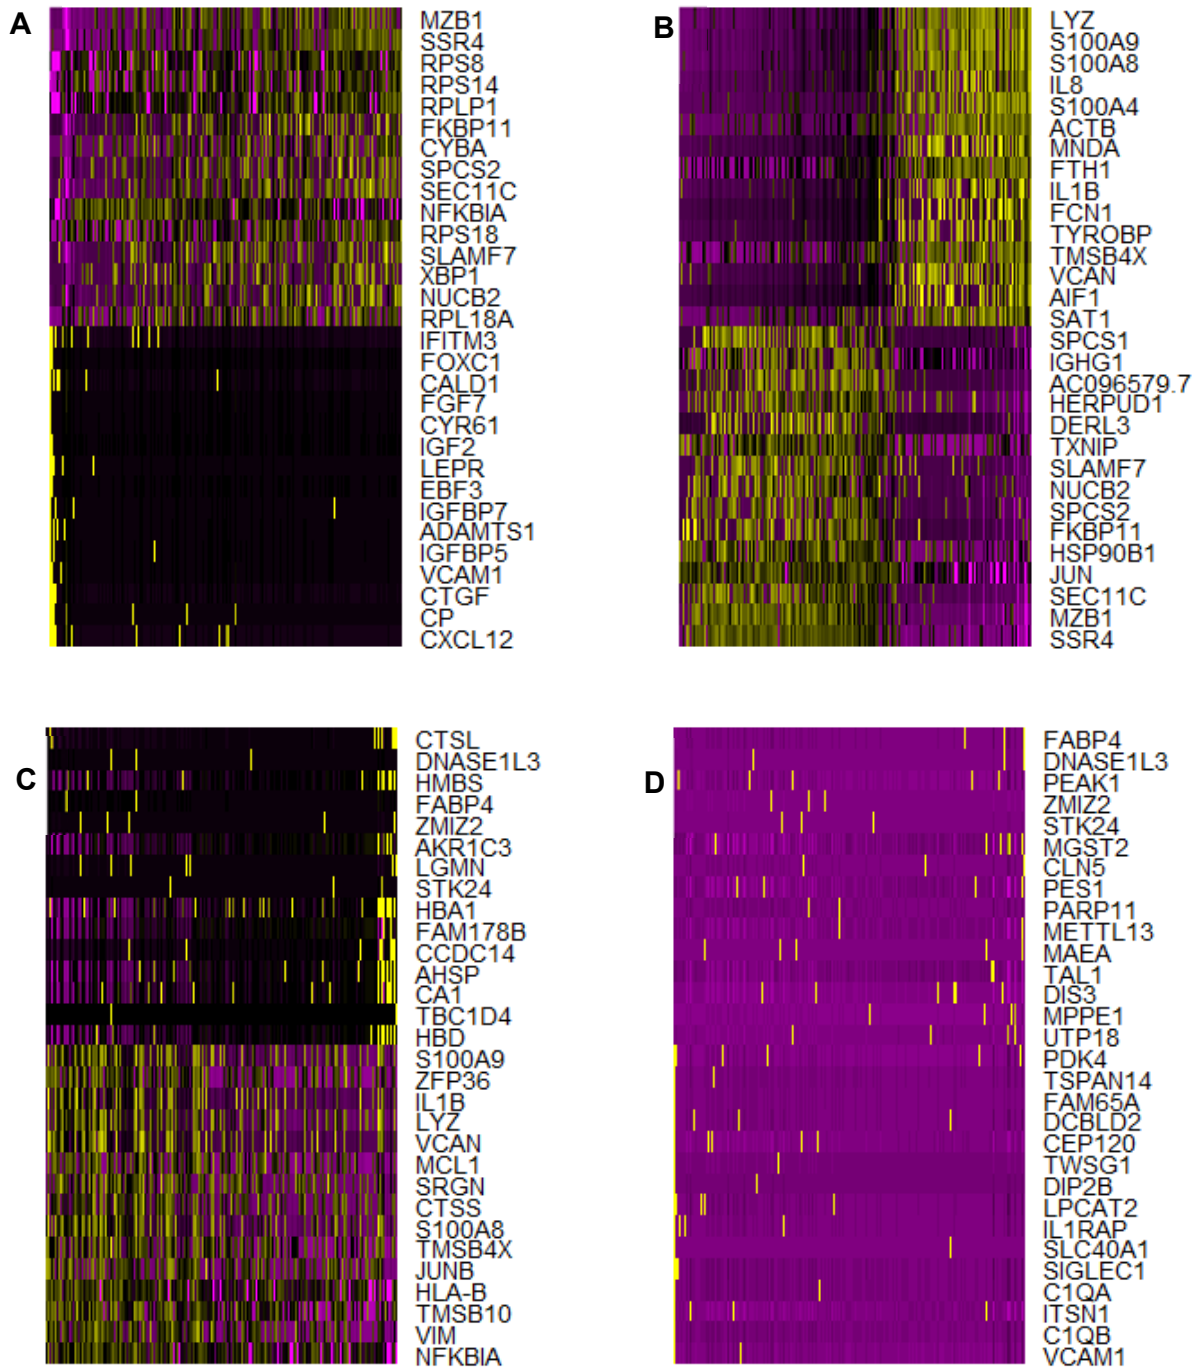 A
MZB1
SSR4
RPS8
RPS14
RPLP1
FKBP11
CYBA
SPCS2
SEC11C
NFKBIA
RPS18
SLAMF7
XBP1
NUCB2
RPL18A
IFITM3
FOXC1
CALD1
FGF7
CYR61
IGF2
LEPR
EBF3
IGFBP7
ADAMTS1
IGFBP5
VCAM1
CTGF
CP
CXCL12
B
LYZ
S100A9
S100A8
IL8
S100A4
ACTB
MNDA
FTH1
IL1B
FCN1
TYROBP
TMSB4X
VCAN
AIF1
SAT1
SPCS1
IGHG1
AC096579.7
HERPUD1
DERL3
TXNIP
SLAMF7
NUCB2
SPCS2
FKBP11
HSP90B1
JUN
SEC11C
MZB1
SSR4
C
CTSL
DNASE1L3
HMBS
FABP4
ZMIZ2
AKR1C3
LGMN
STK24
HBA1
FAM178B
CCDC14
AHSP
CA1
TBC1D4
HBD
S100A9
ZFP36
IL1B
LYZ
VCAN
MCL1
SRGN
CTSS
S100A8
TMSB4X
JUNB
HLA-B
TMSB10
VIM
NFKBIA
D
FABP4
DNASE1L3
PEAK1
ZMIZ2
STK24
MGST2
CLN5
PES1
PARP11
METTL13
MAEA
TAL1
DIS3
MPPE1
UTP18
PDK4
TSPAN14
FAM65A
DCBLD2
CEP120
TWSG1
DIP2B
LPCAT2
IL1RAP
SLC40A1
SIGLEC1
C1QA
ITSN1
C1QB
VCAM1